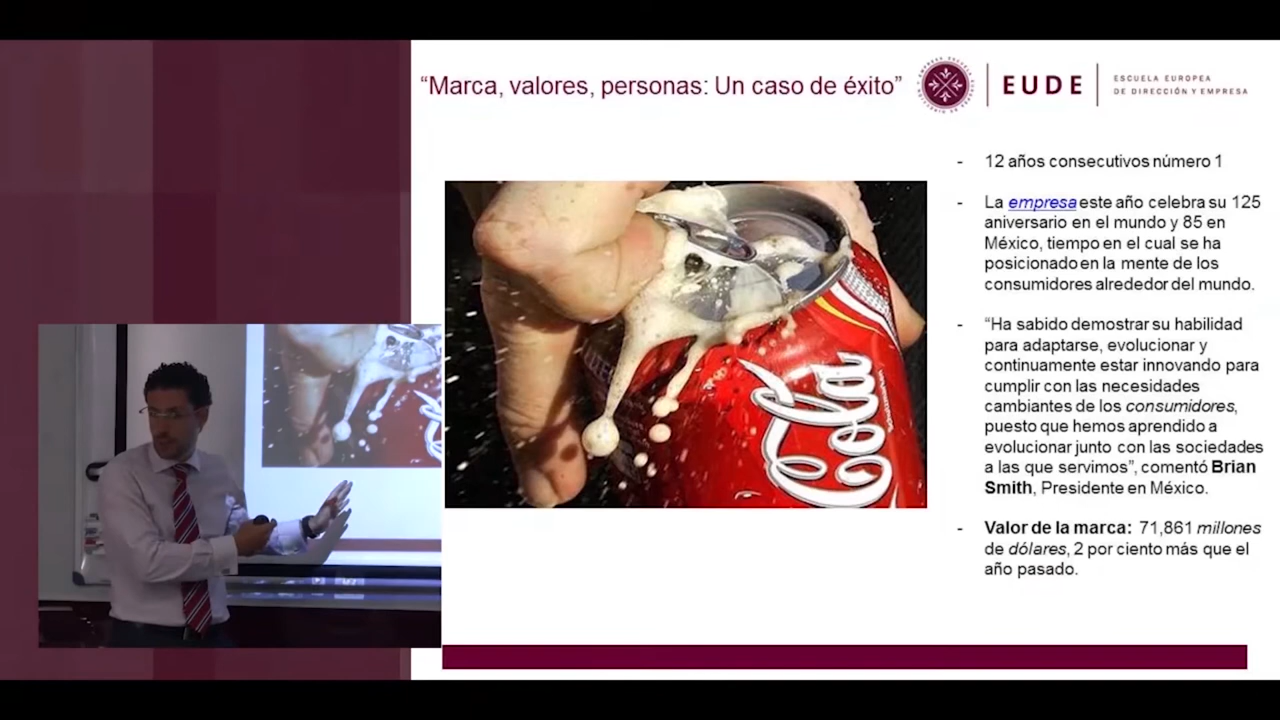 “Marca, valores, personas: Un caso de éxito”
EUDE
ESCUELA EUROPEA
DE DIRECCIÓN Y EMPRESA
- 12 años consecutivos número 1
- La empresa este año celebra su 125
aniversario en el mundo y 85 en
México, tiempo en el cual se ha
posicionado en la mente de los
consumidores alrededor del mundo.
- “Ha sabido demostrar su habilidad
para adaptarse, evolucionar y
continuamente estar innovando para
cumplir con las necesidades
cambiantes de los consumidores,
puesto que hemos aprendido a
evolucionar junto con las sociedades
a las que servimos”, comentó Brian
Smith, Presidente en México.
- Valor de la marca: 71,861 millones
de dólares, 2 por ciento más que el
año pasado.
Cola